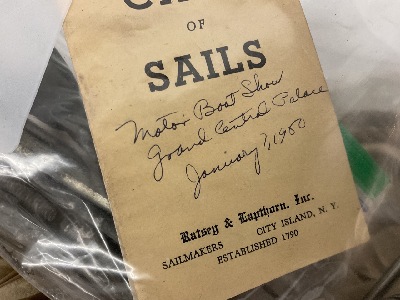 CARE
OF
SAILS
Motor Boat Show
Grand Central Palace
January 7, 1950
Ratsey & Lapthorn, Inc.
SAILMAKERS CITY ISLAND, N. Y.
ESTABLISHED 1790